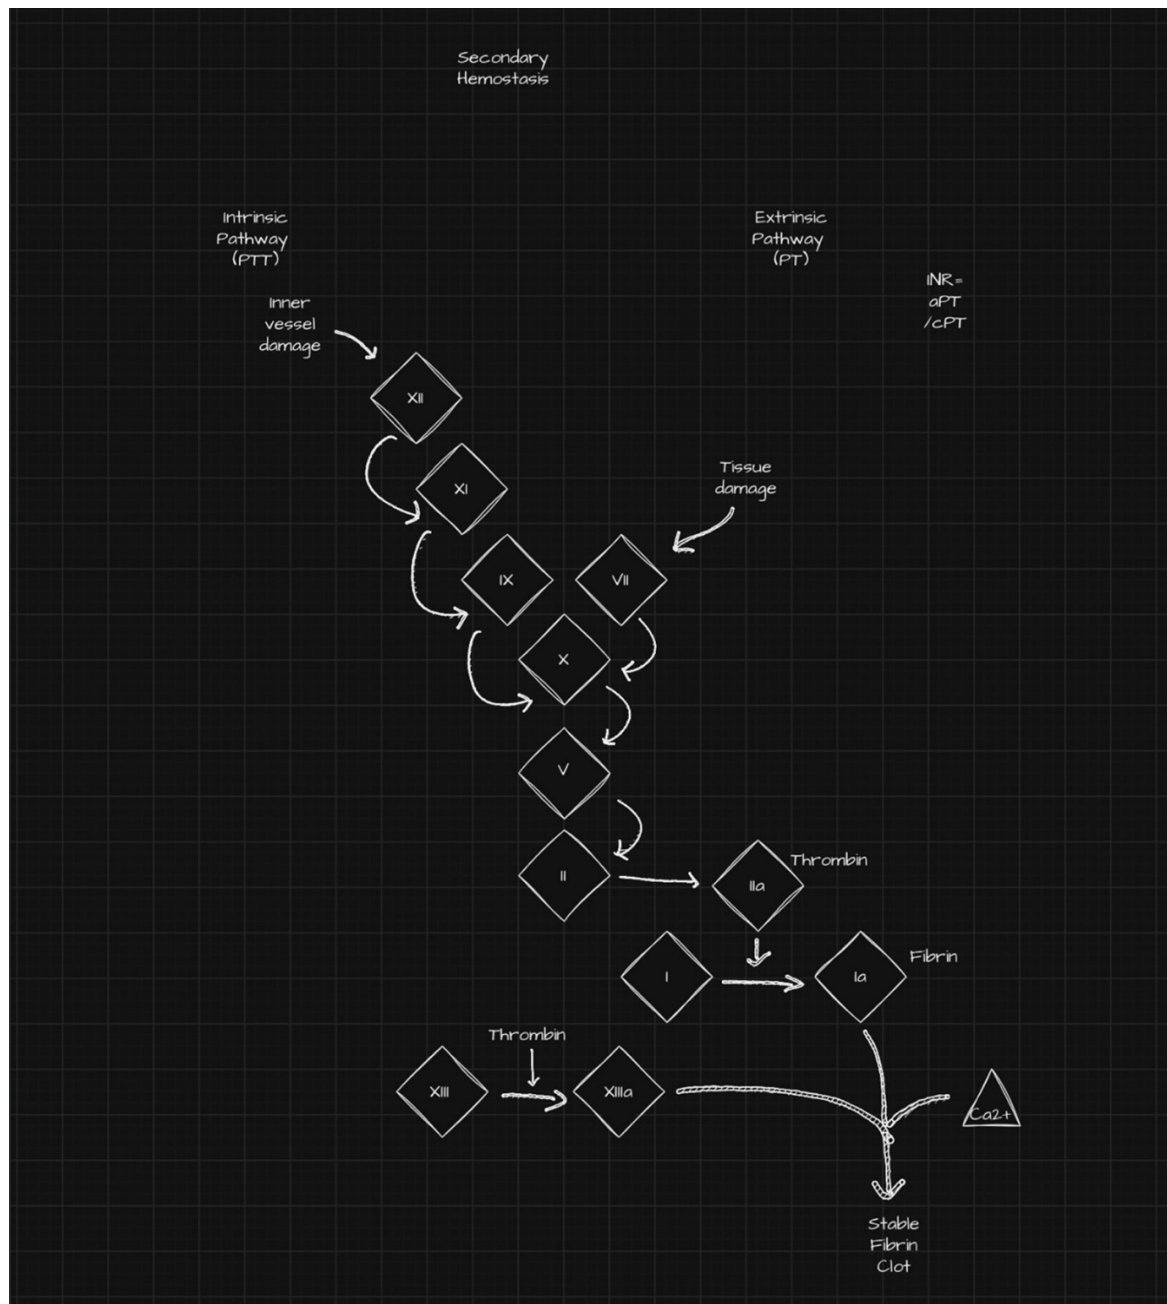 Secondary
Hemostasis
Intrinsic
Pathway
(PTT)
Extrinsic
Pathway
(PT)
INR=
aPT
/cPT
Inner
vessel
damage
XII
XI
Tissue
damage
IX
VII
X
V
II
IIa
Thrombin
I
Ia
Fibrin
Thrombin
XIII
XIIIa
Ca2+
Stable
Fibrin
Clot